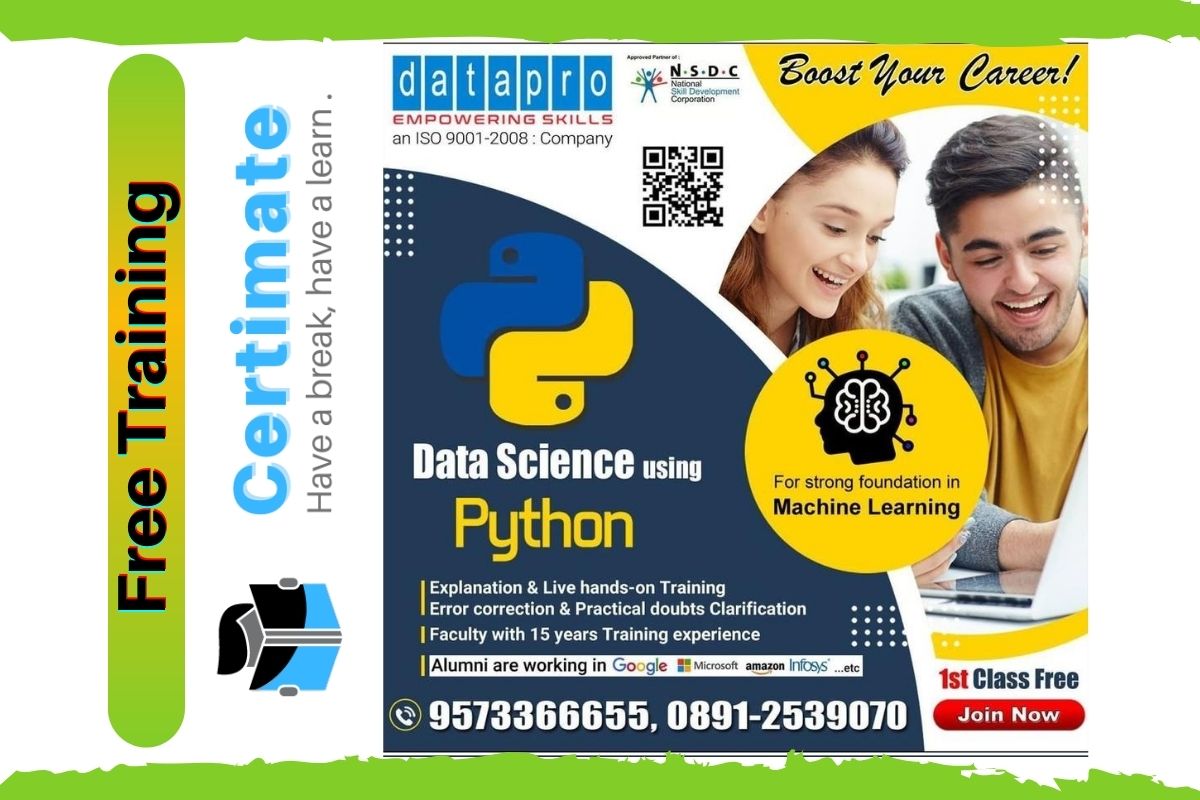 Free Training
Certimate
Have a break, have a learn .
datapro
EMPOWERING SKILLS
an ISO 9001-2008 : Company
Approved Partner of :
N·S·D·C
National
Skill Development
Corporation
Boost Your Career!
Data Science using
Python
For strong foundation in
Machine Learning
Explanation & Live hands-on Training
Error correction & Practical doubts Clarification
Faculty with 15 years Training experience
Alumni are working in Google Microsoft amazon Infosys ...etc
9573366655, 0891-2539070
1st Class Free
Join Now